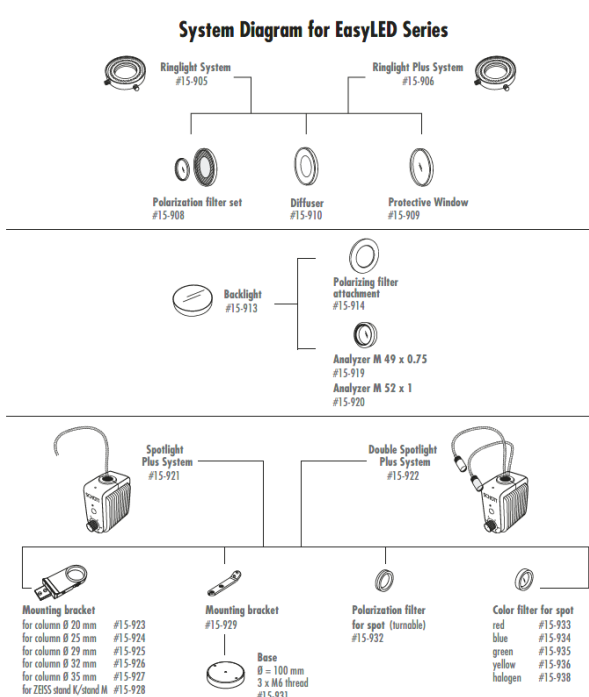 System Diagram for EasyLED Series
Ringlight System
#15-905
Ringlight Plus System
#15-906
Polarization filter set
#15-908
Diffuser
#15-910
Protective Window
#15-909
Backlight
#15-913
Polarizing filter
attachment
#15-914
Analyzer M 49 x 0.75
#15-919
Analyzer M 52 x 1
#15-920
Spotlight
Plus System
#15-921
Double Spotlight
Plus System
#15-922
SCHOTT
SCHOTT
Mounting bracket
for column Ø 20 mm #15-923
for column Ø 25 mm #15-924
for column Ø 29 mm #15-925
for column Ø 32 mm #15-926
for column Ø 35 mm #15-927
for ZEISS stand K/stand M #15-928
Mounting bracket
#15-929
Base
Ø = 100 mm
3 x M6 thread
#15-931
Polarization filter
for spot (turnable)
#15-932
Color filter for spot
red #15-933
blue #15-934
green #15-935
yellow #15-936
halogen #15-938